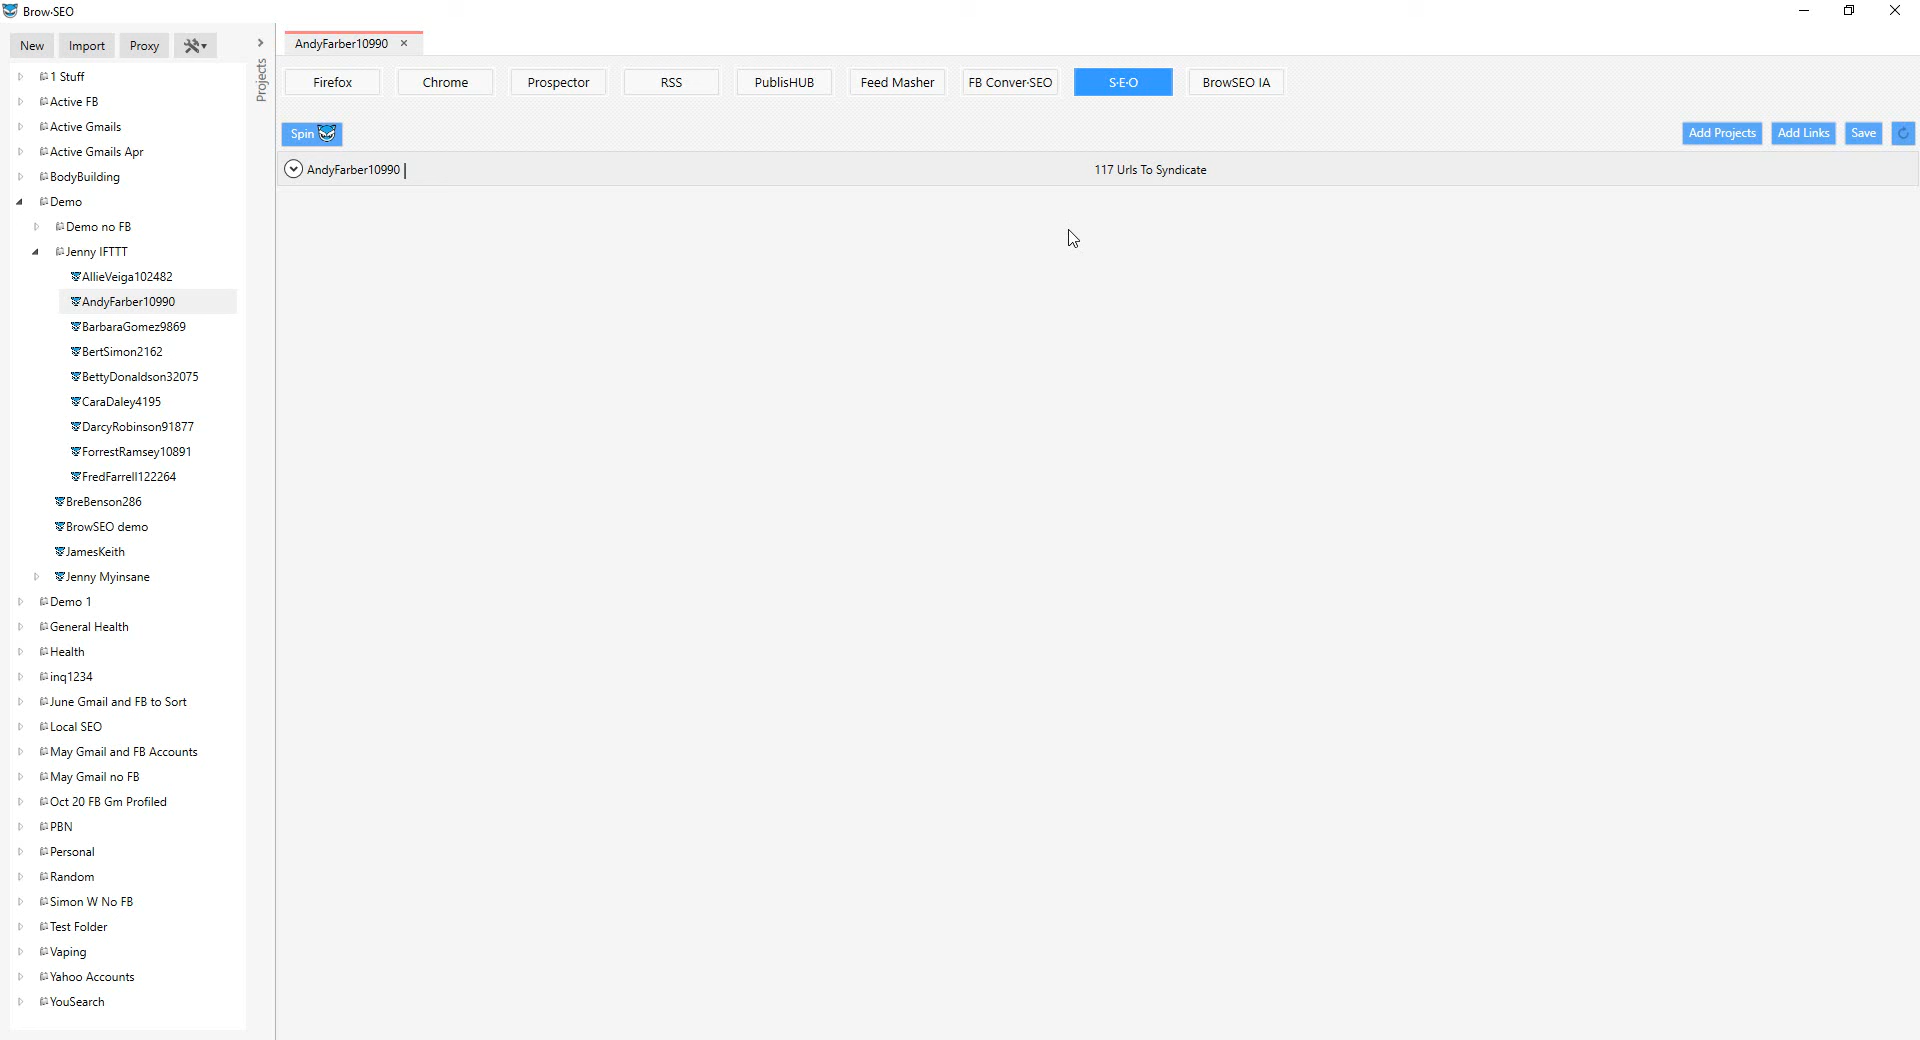 Brow·SEO
New
Import
Proxy
Projects
1 Stuff
Active FB
Active Gmails
Active Gmails Apr
BodyBuilding
Demo
Demo no FB
Jenny IFTTT
AllieVeiga102482
AndyFarber10990
BarbaraGomez9869
BertSimon2162
BettyDonaldson32075
CaraDaley4195
DarcyRobinson91877
ForrestRamsey10891
FredFarrell122264
BreBenson286
BrowSEO demo
JamesKeith
Jenny Myinsane
Demo 1
General Health
Health
inq1234
June Gmail and FB to Sort
Local SEO
May Gmail and FB Accounts
May Gmail no FB
Oct 20 FB Gm Profiled
PBN
Personal
Random
Simon W No FB
Test Folder
Vaping
Yahoo Accounts
YouSearch
AndyFarber10990
Firefox
Chrome
Prospector
RSS
PublisHUB
Feed Masher
FB Conver·SEO
S·E·O
BrowSEO IA
Spin
Add Projects
Add Links
Save
AndyFarber10990
117 Urls To Syndicate